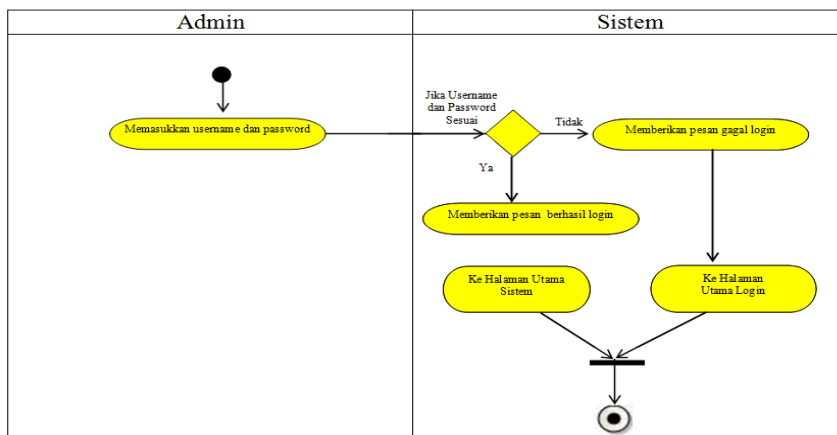 Admin
Sistem
Memasukkan username dan password
Jika Username
dan Password
Sesuai
Tidak
Memberikan pesan gagal login
Ya
Memberikan pesan berhasil login
Ke Halaman Utama
Sistem
Ke Halaman
Utama Login